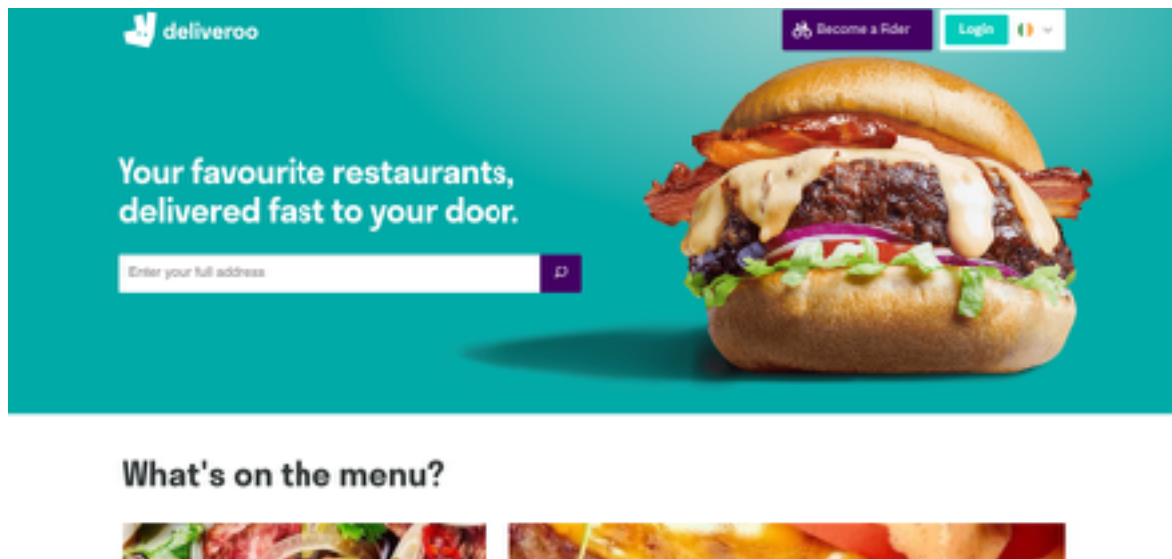 deliveroo
Become a Rider
Login
Your favourite restaurants,
delivered fast to your door.
Enter your full address
What's on the menu?